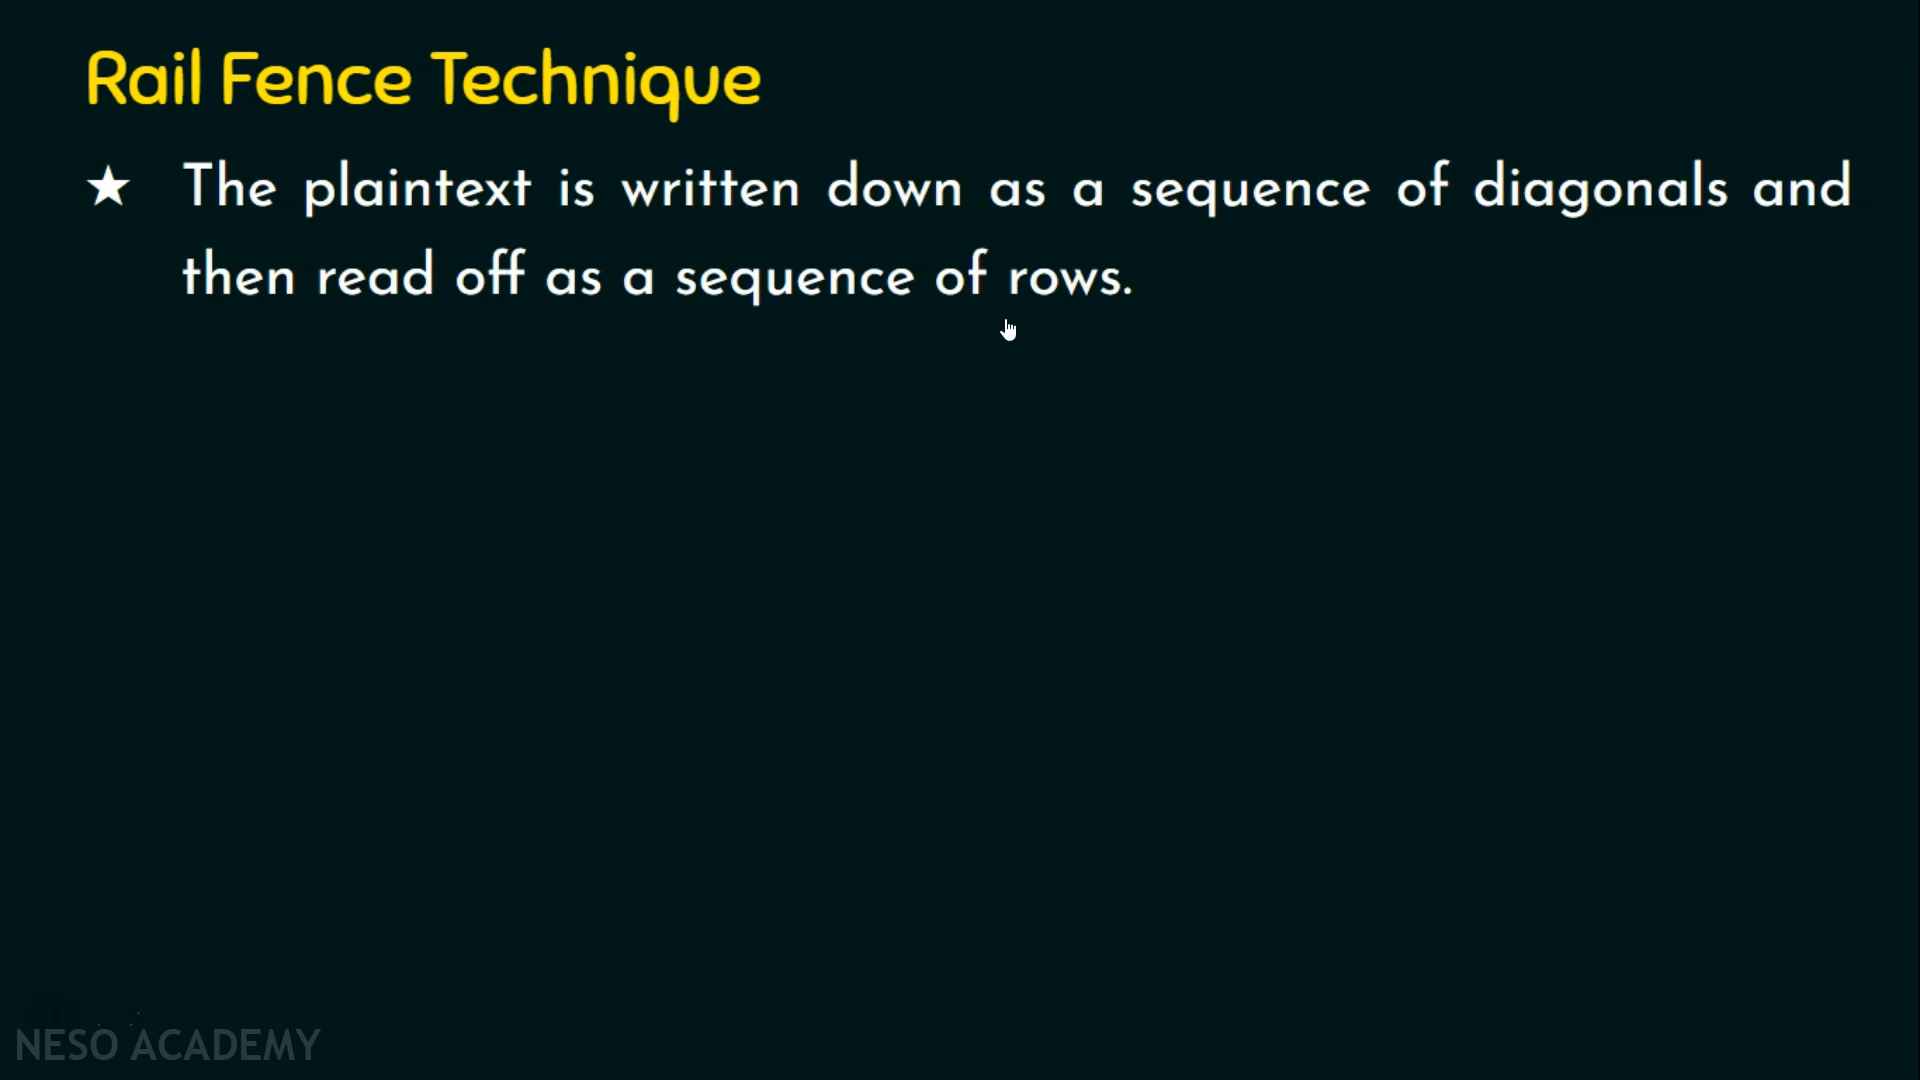 Rail Fence Technique
★ The plaintext is written down as a sequence of diagonals and
then read off as a sequence of rows.
NESO ACADEMY